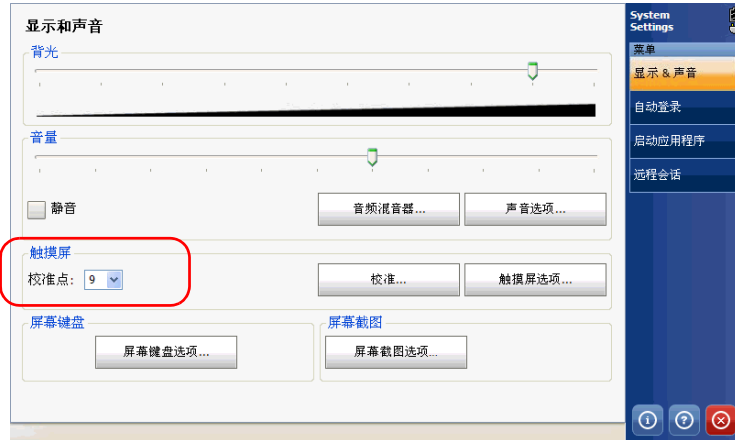 显示和声音
背光
音量
静音
音频混音器...
声音选项...
触摸屏
校准点: 9
校准...
触摸屏选项...
屏幕键盘
屏幕键盘选项...
屏幕截图
屏幕截图选项...
System
Settings
菜单
显示 & 声音
自动登录
启动应用程序
远程会话